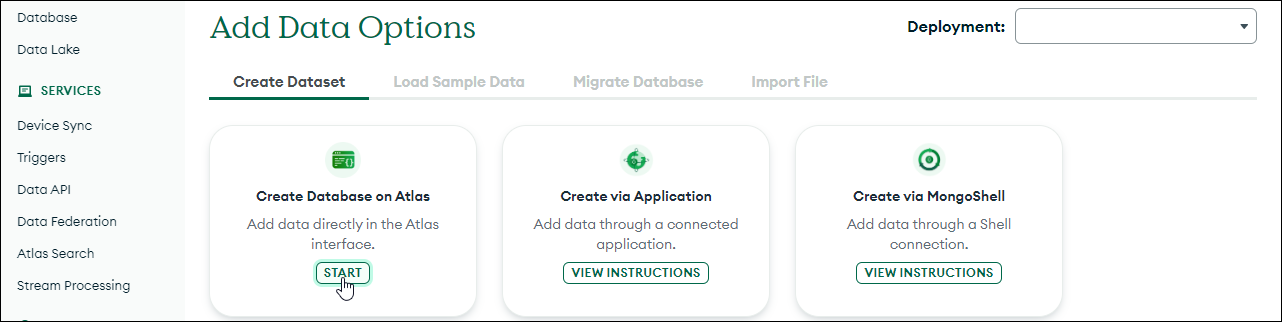 Database
Data Lake
SERVICES
Device Sync
Triggers
Data API
Data Federation
Atlas Search
Stream Processing
Add Data Options
Deployment:
Create Dataset
Load Sample Data
Migrate Database
Import File
Create Database on Atlas
Add data directly in the Atlas
interface.
START
Create via Application
Add data through a connected
application.
VIEW INSTRUCTIONS
Create via MongoShell
Add data through a Shell
connection.
VIEW INSTRUCTIONS